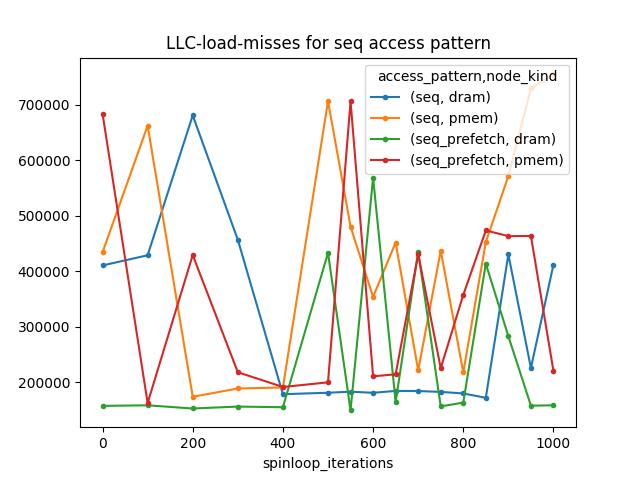 LLC-load-misses for seq access pattern
access_pattern,node_kind
(seq, dram)
(seq, pmem)
(seq_prefetch, dram)
(seq_prefetch, pmem)
700000
600000
500000
400000
300000
200000
0 200 400 600 800 1000
spinloop_iterations